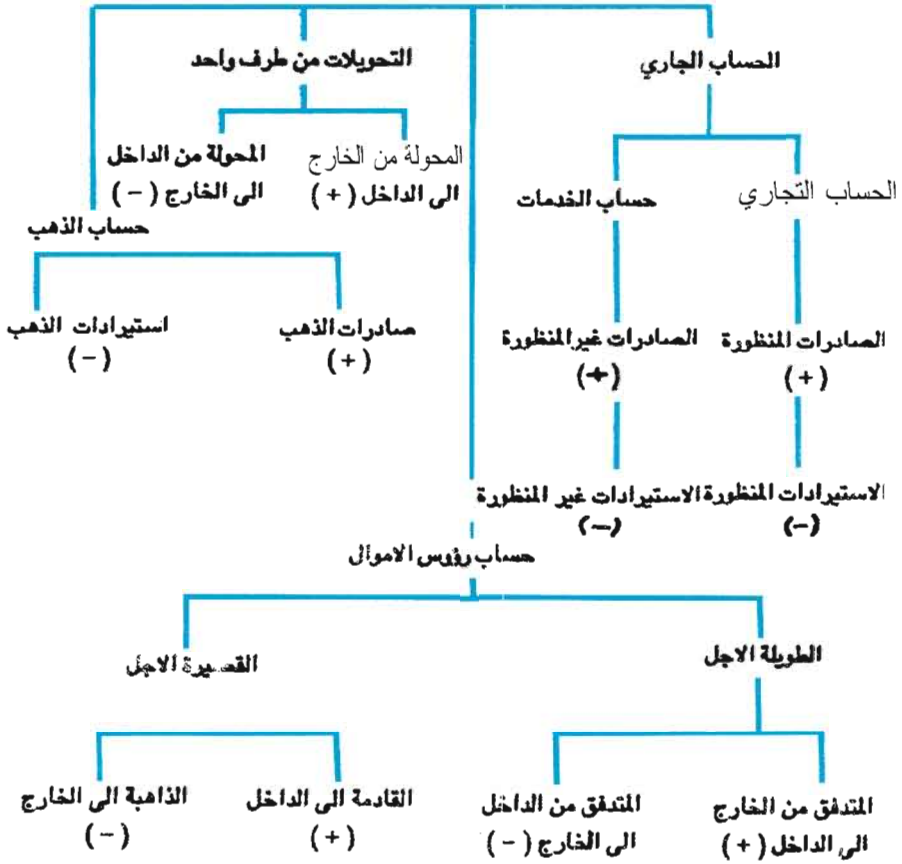 الحساب الجاري
التحويلات من طرف واحد
المحولة من الخارج
الى الداخل (+)
المحولة من الداخل
الى الخارج (-)
الحساب التجاري
حساب الخدمات
حساب الذهب
الصادرات المنظورة
(+)
الصادرات غير المنظورة
(+)
صادرات الذهب
(+)
استيرادات الذهب
(-)
الاستيرادات المنظورة
(-)
الاستيرادات غير المنظورة
(-)
حساب رؤوس الاموال
الطويلة الاجل
القصيرة الاجل
المتدفق من الخارج
الى الداخل (+)
المتدفق من الداخل
الى الخارج (-)
القادمة الى الداخل
(+)
الذاهبة الى الخارج
(-)